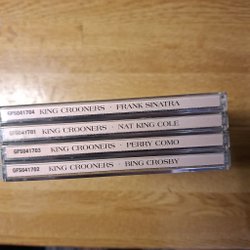 GFS041704 KING CROONERS · FRANK SINATRA
GFS041701 KING CROONERS · NAT KING COLE
GFS041703 KING CROONERS · PERRY COMO
GFS041702 KING CROONERS · BING CROSBY